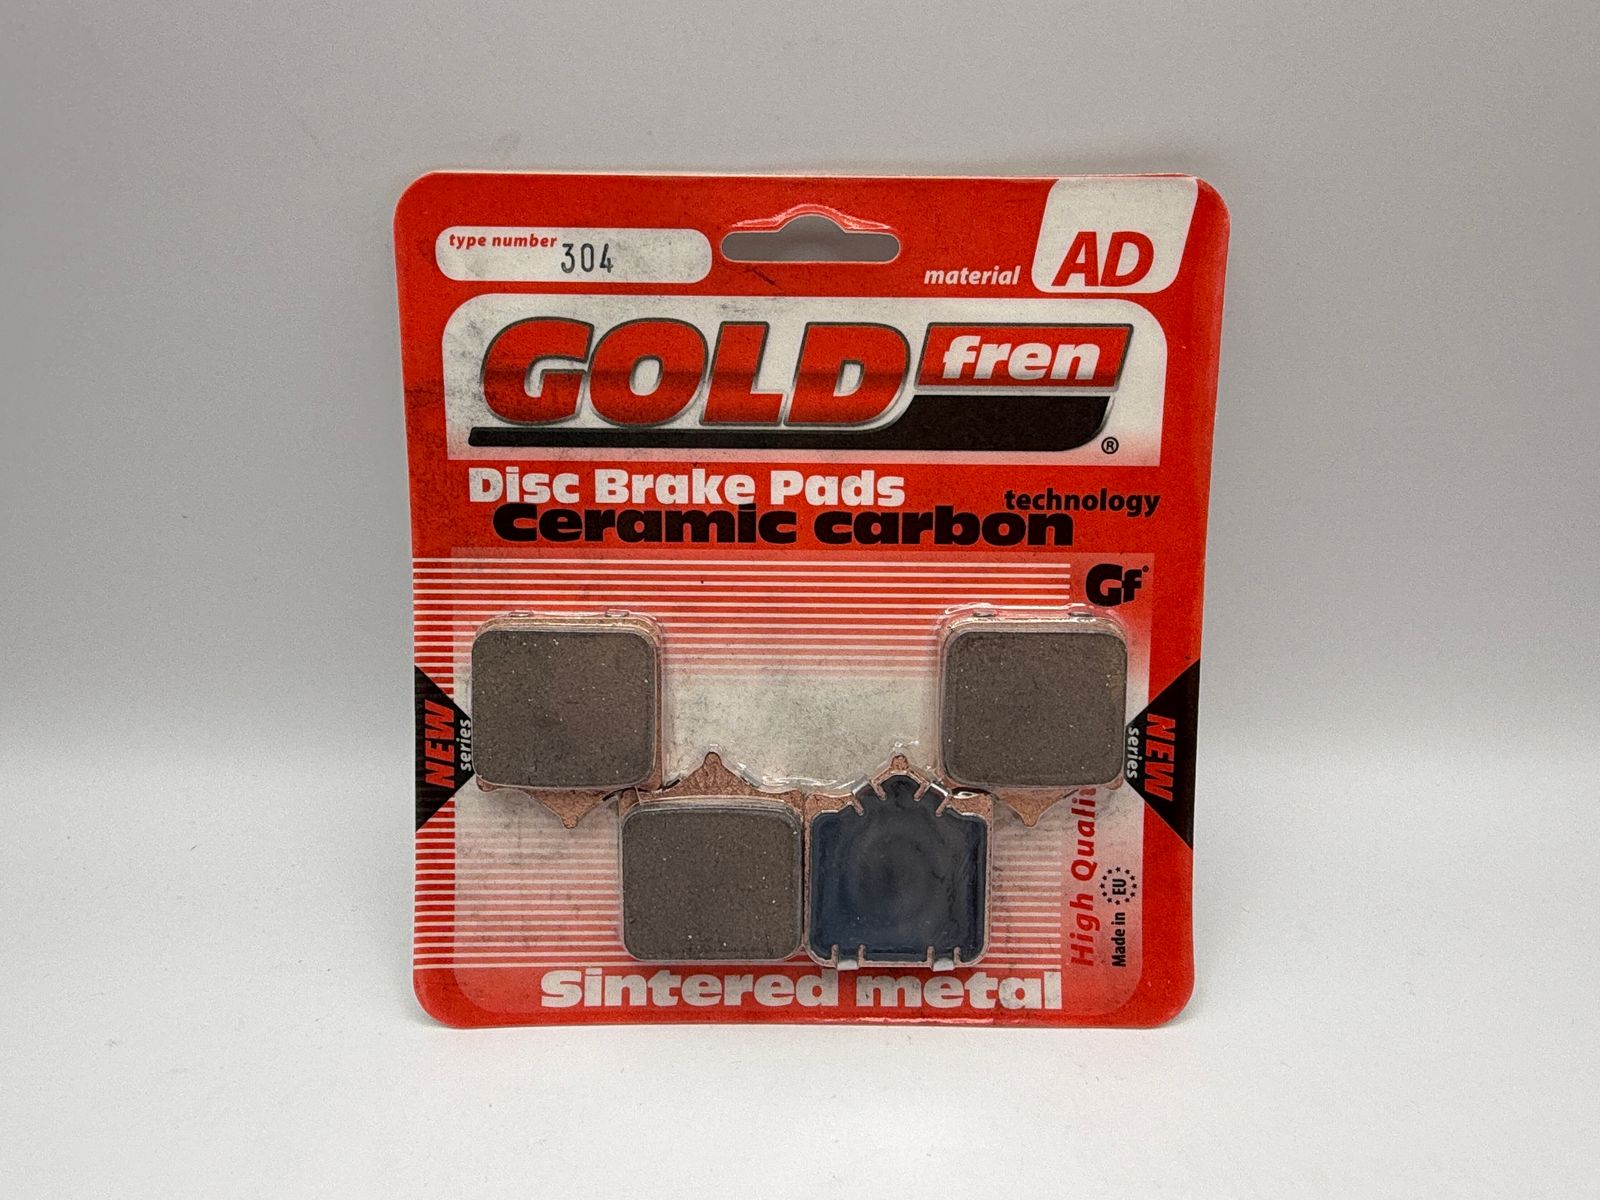 type number 304
material AD
GOLD fren ®
Disc Brake Pads
technology
Ceramic carbon
Gf
NEW series
NEW series
High Quality
Made in EU
Sintered metal